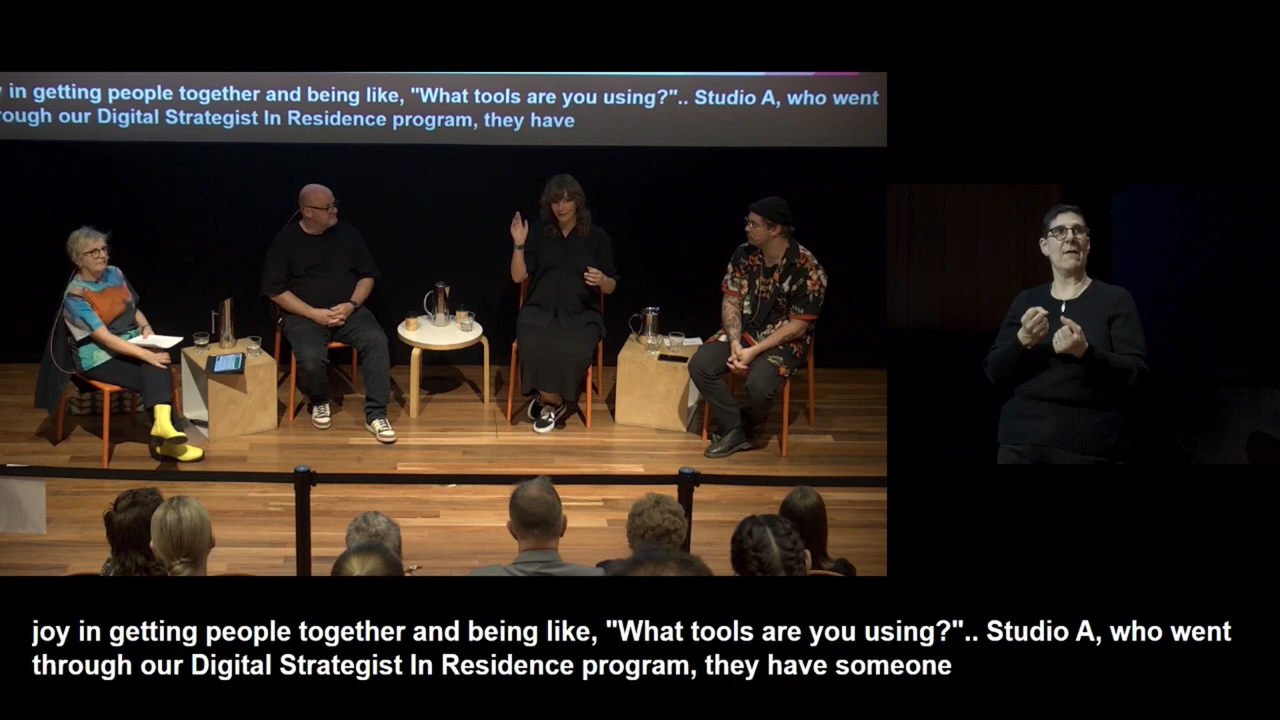 in getting people together and being like, "What tools are you using?".. Studio A, who went
our Digital Strategist In Residence program, they have
joy in getting people together and being like, "What tools are you using?".. Studio A, who went
through our Digital Strategist In Residence program, they have someone